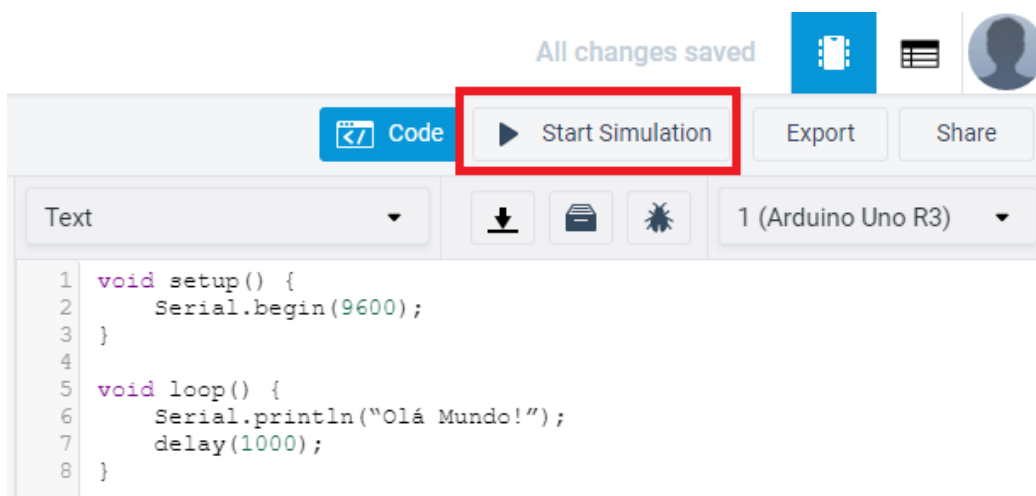 All changes saved
Code Start Simulation Export Share
Text 1 (Arduino Uno R3)
1 void setup() {
2 Serial.begin(9600);
3 }
4
5 void loop() {
6 Serial.println(“Olá Mundo!”);
7 delay(1000);
8 }